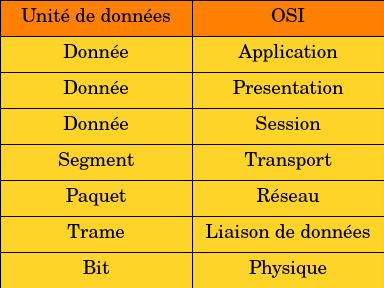 Unité de données OSI
Donnée Application
Donnée Presentation
Donnée Session
Segment Transport
Paquet Réseau
Trame Liaison de données
Bit Physique